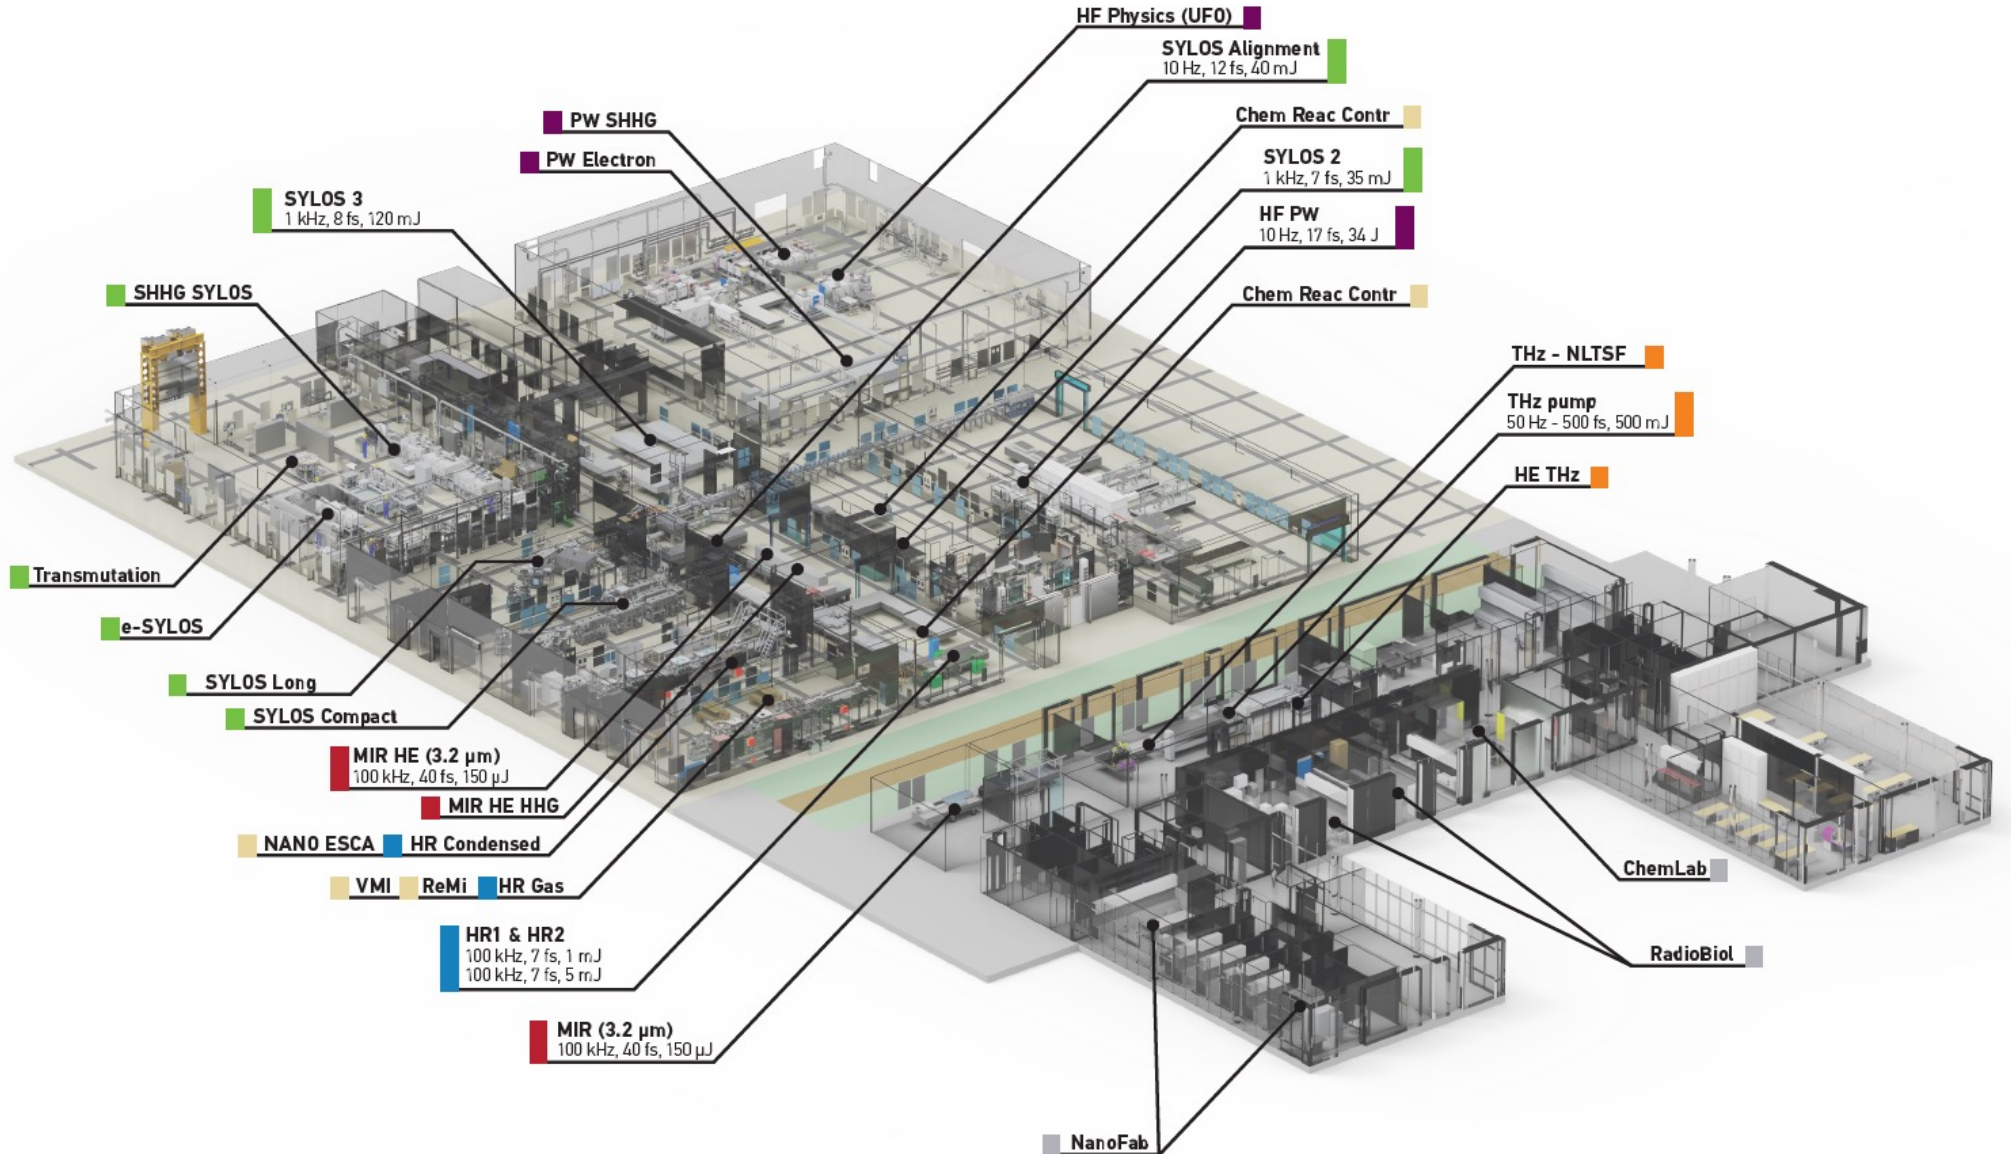 HF Physics (UFO)
SYLOS Alignment
10 Hz, 12 fs, 40 mJ
PW SHHG
Chem Reac Contr
PW Electron
SYLOS 2
1 kHz, 7 fs, 35 mJ
SYLOS 3
1 kHz, 8 fs, 120 mJ
HF PW
10 Hz, 17 fs, 34 J
SHHG SYLOS
Chem Reac Contr
THz - NLTSF
THz pump
50 Hz - 500 fs, 500 mJ
HE THz
Transmutation
e-SYLOS
SYLOS Long
SYLOS Compact
MIR HE (3.2 µm)
100 kHz, 40 fs, 150 µJ
MIR HE HHG
NANO ESCA HR Condensed
VMI ReMi HR Gas
ChemLab
HR1 & HR2
100 kHz, 7 fs, 1 mJ
100 kHz, 7 fs, 5 mJ
RadioBiol
MIR (3.2 µm)
100 kHz, 40 fs, 150 µJ
NanoFab